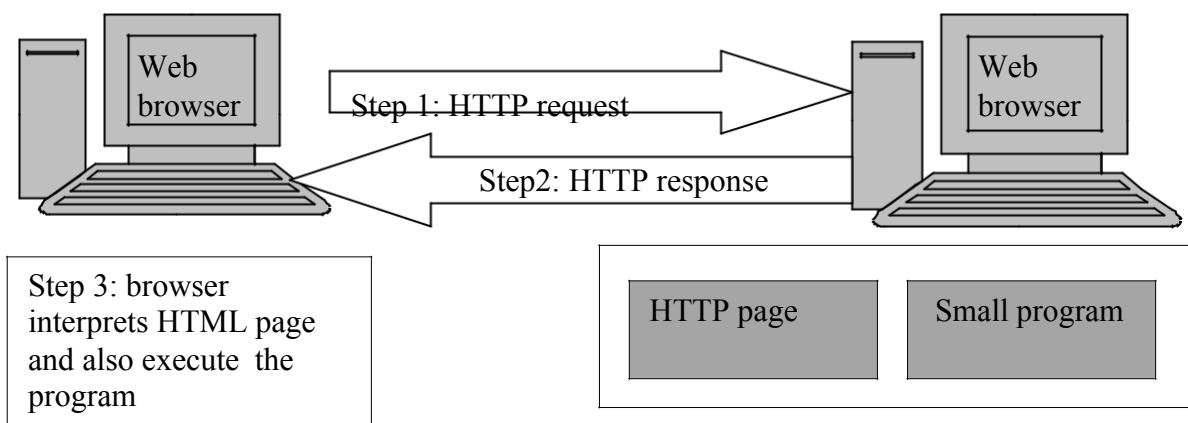 Web
browser
Step 1: HTTP request
Web
browser
Step2: HTTP response
Step 3: browser
interprets HTML page
and also execute the
program
HTTP page
Small program